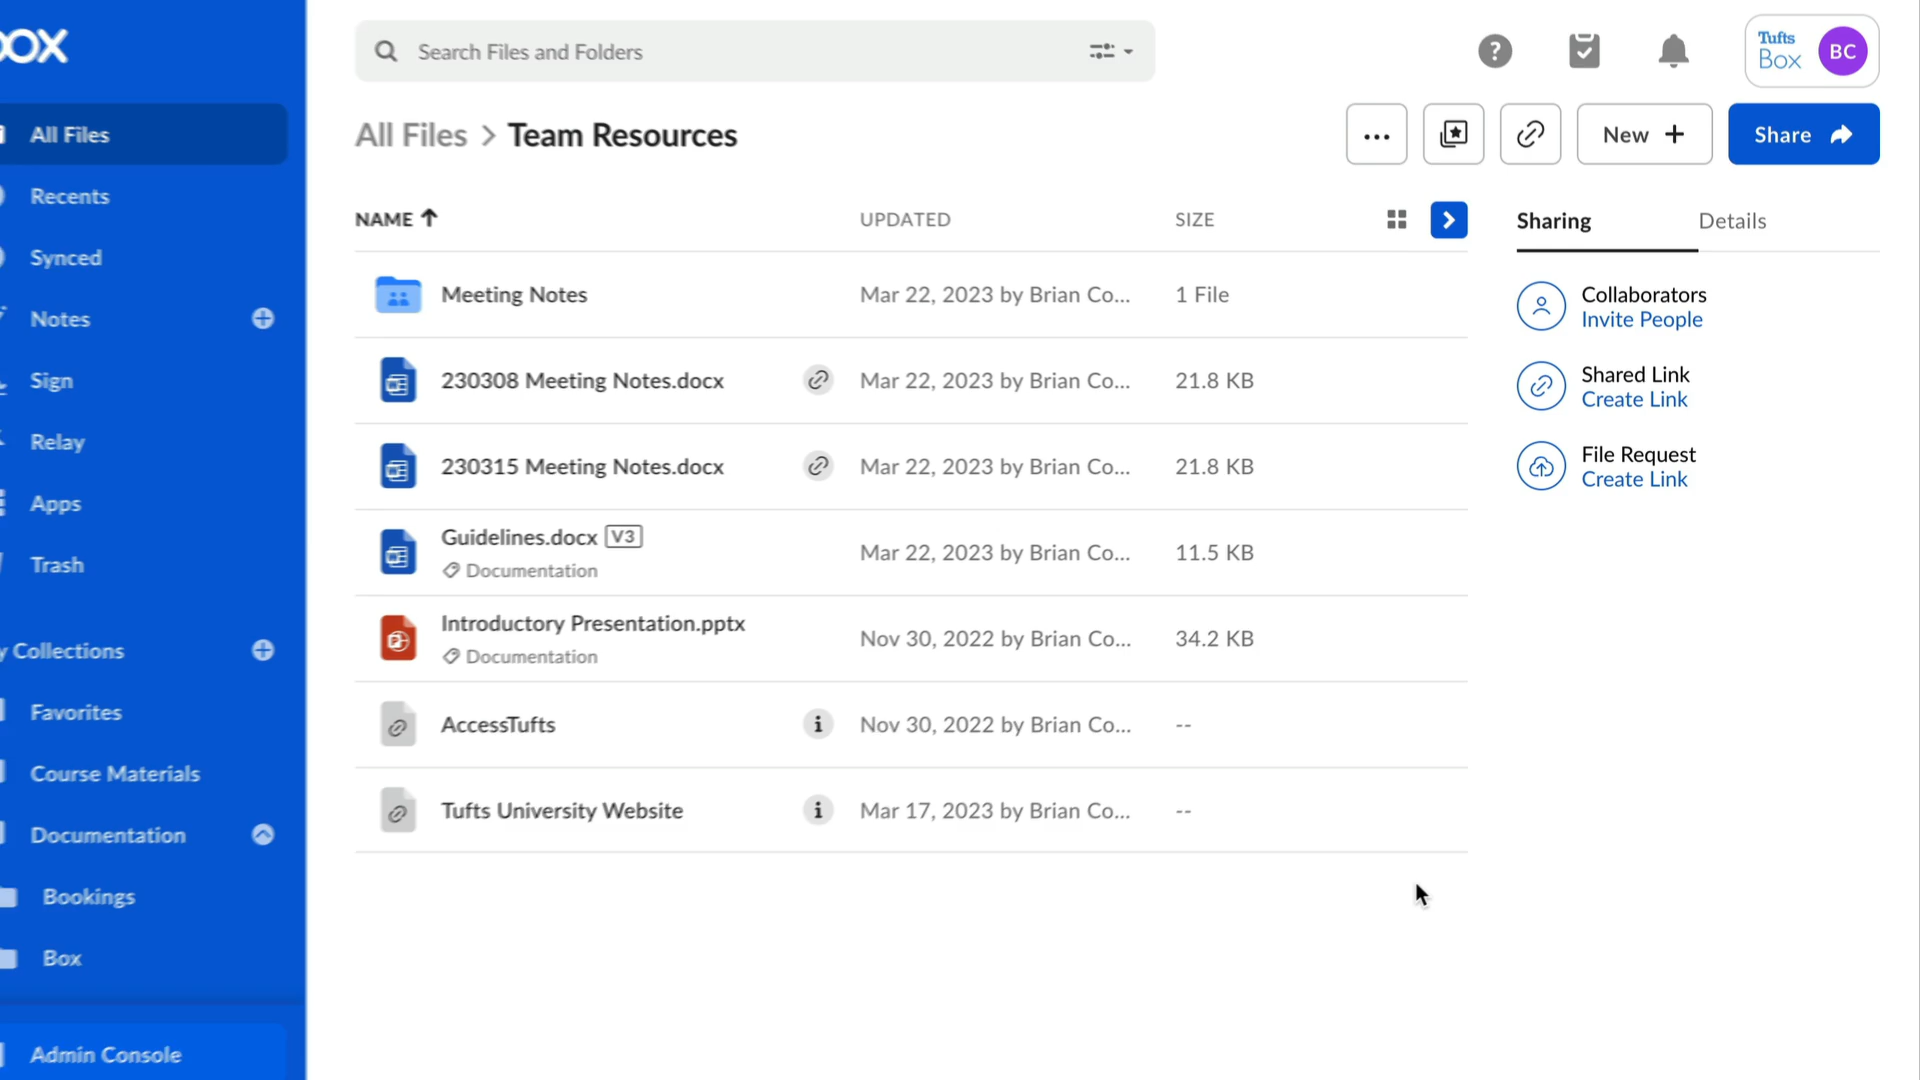 box
Search Files and Folders
Tufts
Box
BC
All Files
Recents
Synced
Notes
Sign
Relay
Apps
Trash
y Collections
Favorites
Course Materials
Documentation
Bookings
Box
Admin Console
All Files > Team Resources
New +
Share
NAME UPDATED SIZE
Meeting Notes Mar 22, 2023 by Brian Co... 1 File
230308 Meeting Notes.docx Mar 22, 2023 by Brian Co... 21.8 KB
230315 Meeting Notes.docx Mar 22, 2023 by Brian Co... 21.8 KB
Guidelines.docx V3 Mar 22, 2023 by Brian Co... 11.5 KB
Documentation
Introductory Presentation.pptx Nov 30, 2022 by Brian Co... 34.2 KB
Documentation
AccessTufts Nov 30, 2022 by Brian Co... --
Tufts University Website Mar 17, 2023 by Brian Co... --
Sharing Details
Collaborators
Invite People
Shared Link
Create Link
File Request
Create Link